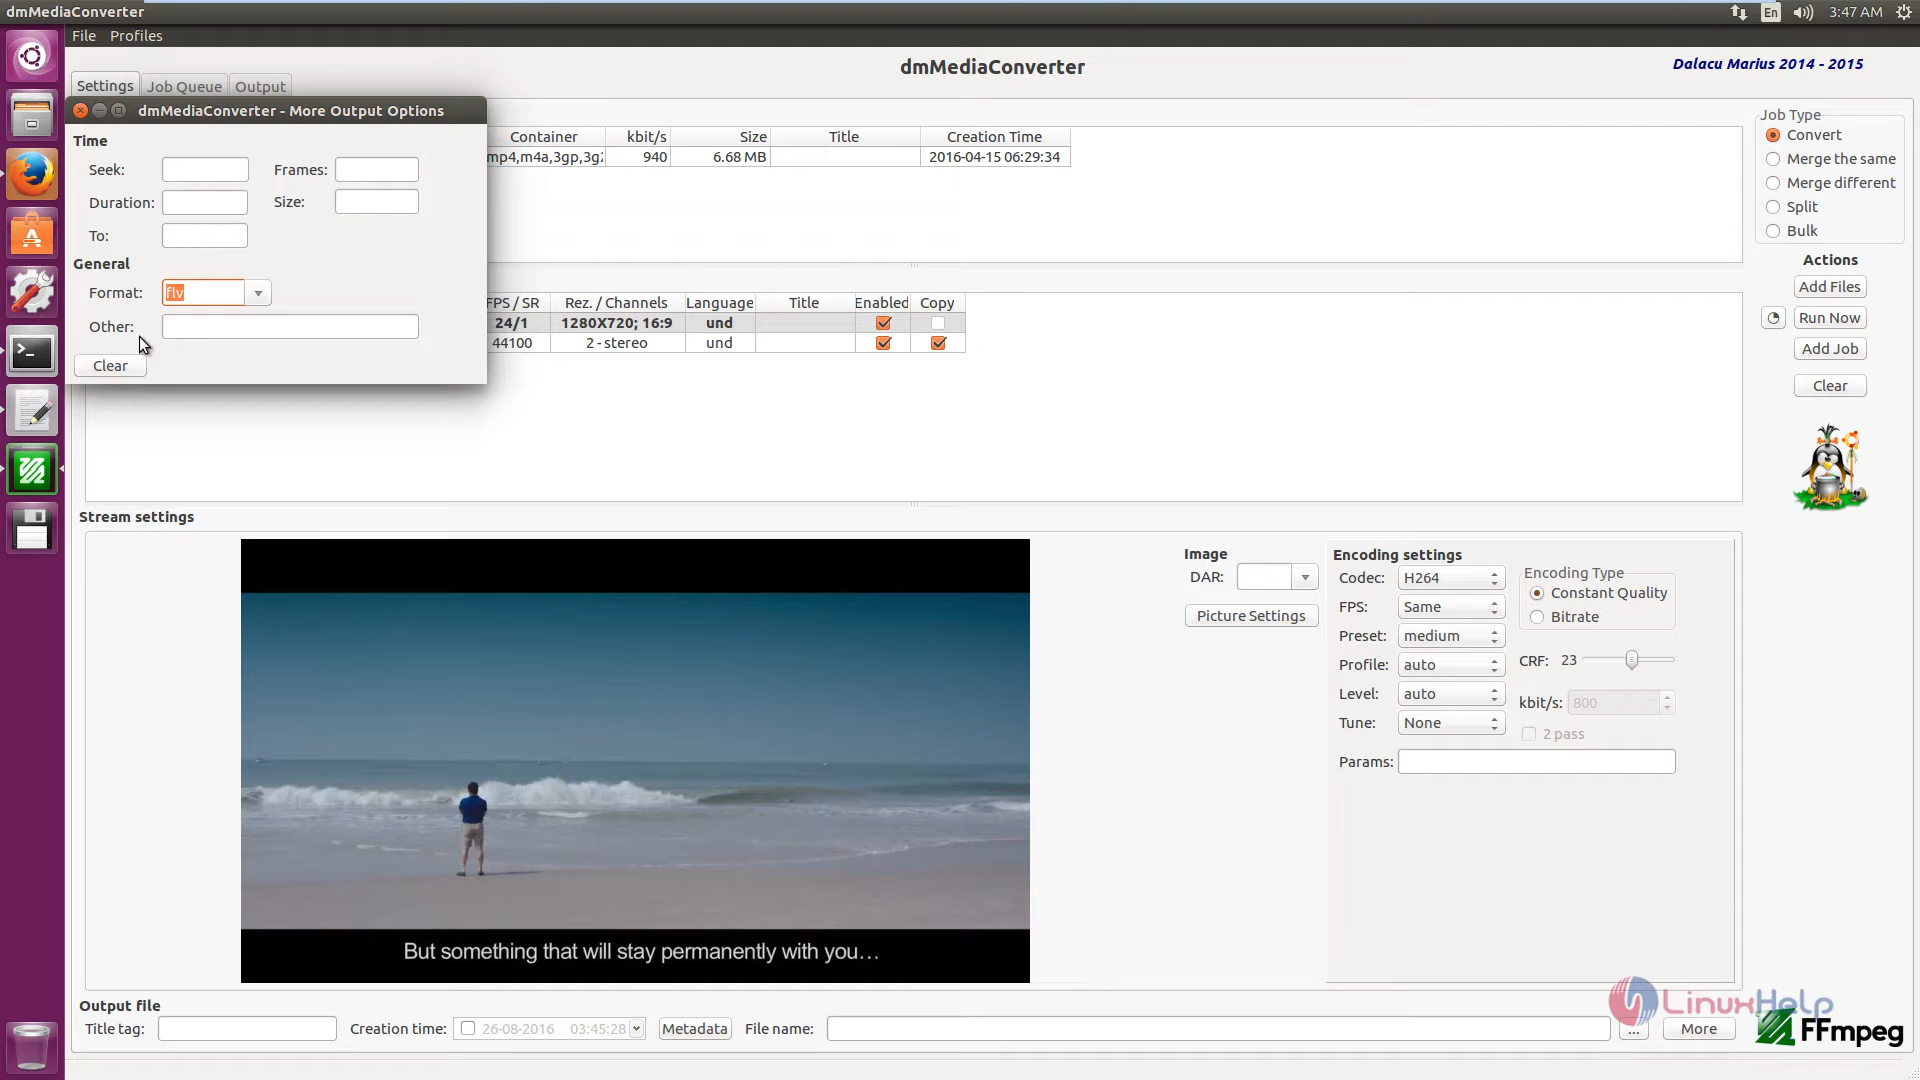 dmMediaConverter
En
3:47 AM
File Profiles
dmMediaConverter
Dalacu Marius 2014 - 2015
Settings Job Queue Output
dmMediaConverter - More Output Options
Time
Seek: Frames:
Duration: Size:
To:
General
Format: flv
Other:
Clear
Container kbit/s Size Title Creation Time
mp4,m4a,3gp,3g2 940 6.68 MB 2016-04-15 06:29:34
FPS / SR Rez. / Channels Language Title Enabled Copy
24/1 1280X720; 16:9 und
44100 2 - stereo und
Job Type
Convert
Merge the same
Merge different
Split
Bulk
Actions
Add Files
Run Now
Add Job
Clear
Stream settings
But something that will stay permanently with you…
Image
DAR:
Picture Settings
Encoding settings
Codec: H264
FPS: Same
Preset: medium
Profile: auto
Level: auto
Tune: None
Params:
Encoding Type
Constant Quality
Bitrate
CRF: 23
kbit/s: 800
2 pass
Output file
Title tag: Creation time: 26-08-2016 03:45:28 Metadata File name: ... More
LinuxHelp
FFmpeg